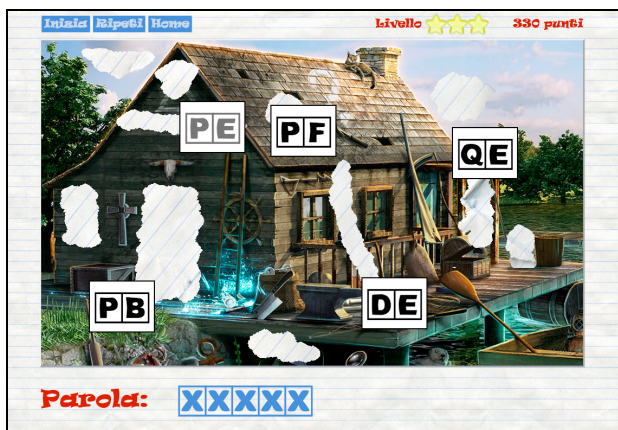 Inizia Ripeti Home Livello 330 punti
PE PF QE
PB DE
Parola: XXXXX